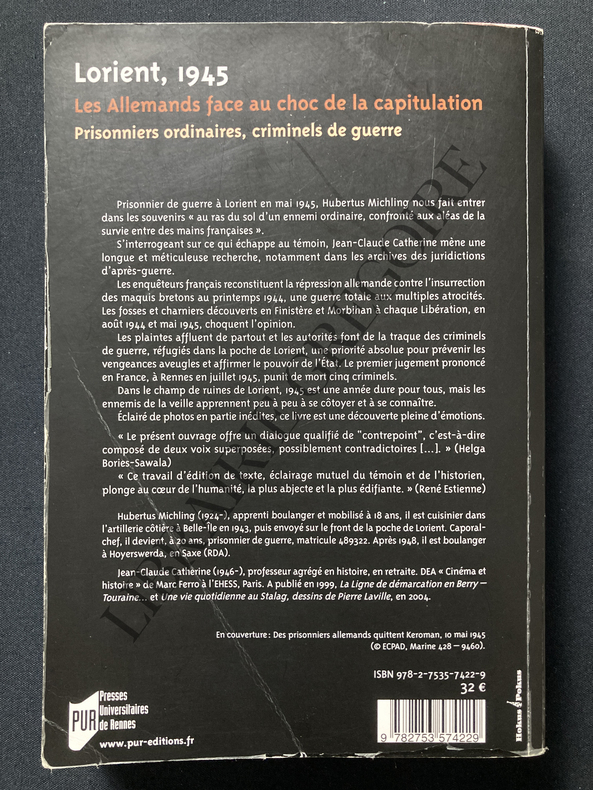 Lorient, 1945
Les Allemands face au choc de la capitulation
Prisonniers ordinaires, criminels de guerre
Prisonnier de guerre à Lorient en mai 1945, Hubertus Michling nous fait entrer
dans les souvenirs « au ras du sol d'un ennemi ordinaire, confronté aux aléas de la
survie entre des mains françaises ».
S'interrogeant sur ce qui échappe au témoin, Jean-Claude Catherine mène une
longue et méticuleuse recherche, notamment dans les archives des juridictions
d'après-guerre.
Les enquêteurs français reconstituent la répression allemande contre l'insurrection
des maquis bretons au printemps 1944, une guerre totale aux multiples atrocités.
Les fosses et charniers découverts en Finistère et Morbihan à chaque Libération, en
août 1944 et mai 1945, choquent l'opinion.
Les plaintes affluent de partout et les autorités font de la traque des criminels
de guerre, réfugiés dans la poche de Lorient, une priorité absolue pour prévenir les
vengeances aveugles et affirmer le pouvoir de l'État. Le premier jugement prononcé
en France, à Rennes en juillet 1945, punit de mort cinq criminels.
Dans le champ de ruines de Lorient, 1945 est une année dure pour tous, mais les
ennemis de la veille apprennent peu à peu à se côtoyer et à se connaître.
Éclairé de photos en partie inédites, ce livre est une découverte pleine d'émotions.
« Le présent ouvrage offre un dialogue qualifié de "contrepoint", c'est-à-dire
composé de deux voix superposées, possiblement contradictoires [...]. » (Helga
Bories-Sawala)
« Ce travail d'édition de texte, éclairage mutuel du témoin et de l'historien,
plonge au cœur de l'humanité, la plus abjecte et la plus édifiante. » (René Estienne)
Hubertus Michling (1924-), apprenti boulanger et mobilisé à 18 ans, il est cuisinier dans
l'artillerie côtière à Belle-Île en 1943, puis envoyé sur le front de la poche de Lorient. Caporal-
chef, il devient, à 20 ans, prisonnier de guerre, matricule 489322. Après 1948, il est boulanger
à Hoyerswerda, en Saxe (RDA).
Jean-Claude Catherine (1946-), professeur agrégé en histoire, en retraite. DEA « Cinéma et
histoire » de Marc Ferro à l'EHESS, Paris. A publié en 1999, La Ligne de démarcation en Berry –
Touraine... et Une vie quotidienne au Stalag, dessins de Pierre Laville, en 2004.
En couverture : Des prisonniers allemands quittent Keroman, 10 mai 1945
(© ECPAD, Marine 428 – 9460).
ISBN 978-2-7535-7422-9
32 €
9 782753 574229
Hokus Pokus
PUR
Presses
Universitaires
de Rennes
www.pur-editions.fr
LIBRAIRIE GRÉGOIRE